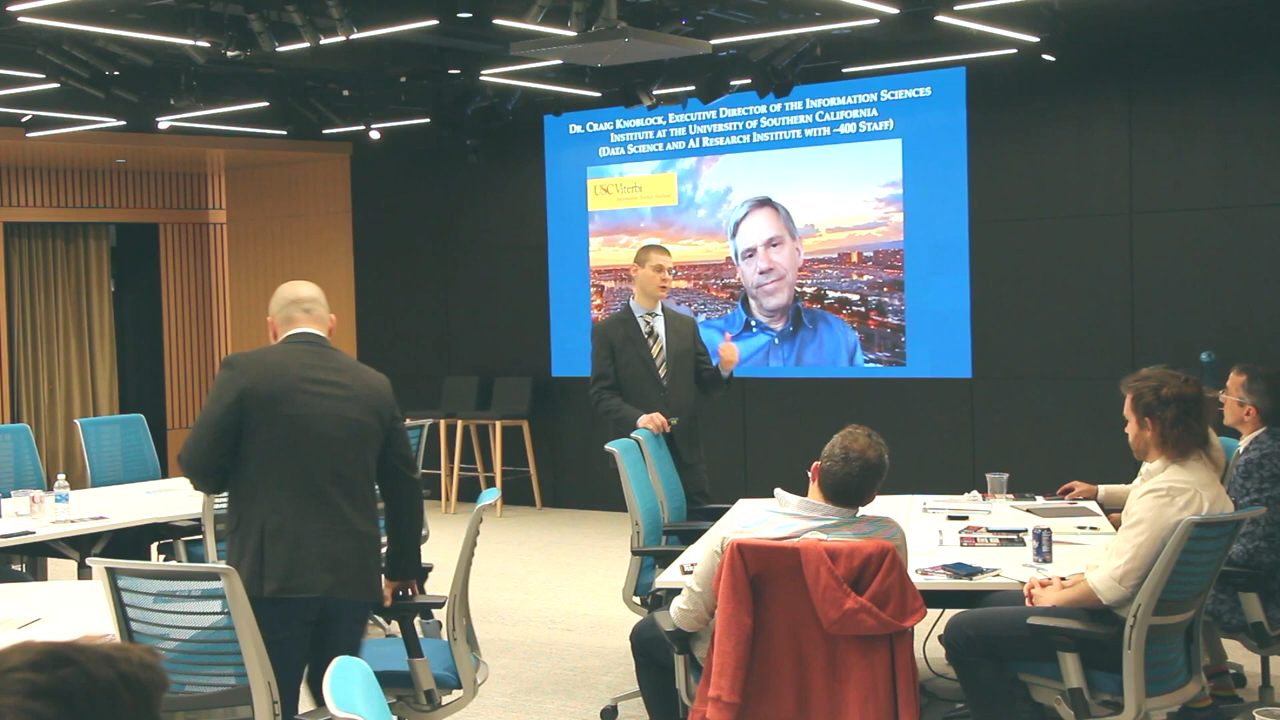 DR. CRAIG KNOBLOCK, EXECUTIVE DIRECTOR OF THE INFORMATION SCIENCES
INSTITUTE AT THE UNIVERSITY OF SOUTHERN CALIFORNIA
(DATA SCIENCE AND AI RESEARCH INSTITUTE WITH ~400 STAFF)
USC Viterbi